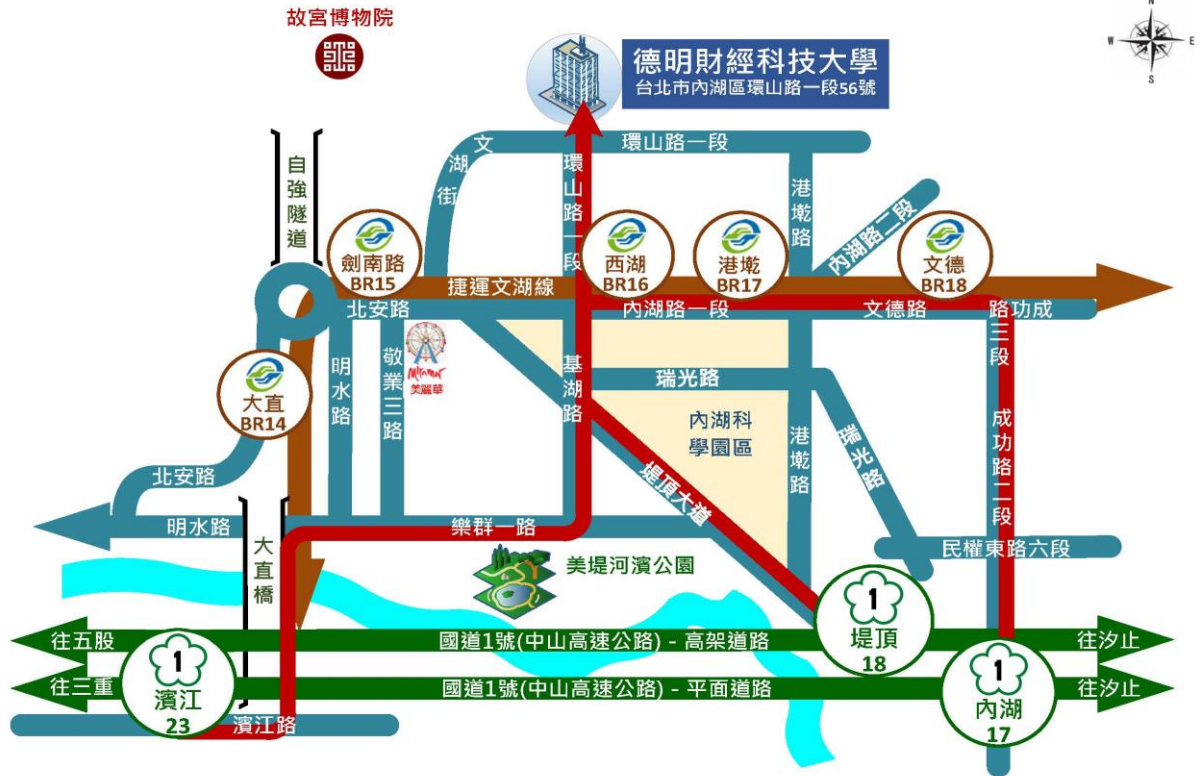 故宮博物院
N
W
E
S
德明財經科技大學
台北市內湖區環山路一段56號
文湖街
環山路一段
自強隧道
環山路一段
港墘路
內湖路二段
劍南路
BR15
西湖
BR16
港墘
BR17
文德
BR18
捷運文湖線
北安路
內湖路一段
文德路
路功成
三段
明水路
敬業三路
Miramar
美麗華
基湖路
瑞光路
大直
BR14
內湖科
學園區
港墘路
瑞光路
成功路二段
堤頂大道
北安路
明水路
樂群一路
民權東路六段
大直橋
美堤河濱公園
1
堤頂
18
往五股
國道1號(中山高速公路) - 高架道路
往汐止
1
濱江
23
往三重
國道1號(中山高速公路) - 平面道路
往汐止
1
內湖
17
濱江路